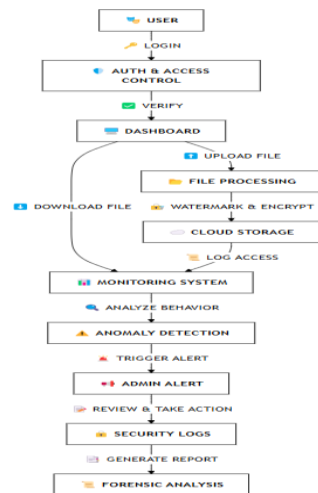 USER
LOGIN
AUTH & ACCESS
CONTROL
VERIFY
DASHBOARD
UPLOAD FILE
FILE PROCESSING
DOWNLOAD FILE
WATERMARK & ENCRYPT
CLOUD STORAGE
LOG ACCESS
MONITORING SYSTEM
ANALYZE BEHAVIOR
ANOMALY DETECTION
TRIGGER ALERT
ADMIN ALERT
REVIEW & TAKE ACTION
SECURITY LOGS
GENERATE REPORT
FORENSIC ANALYSIS